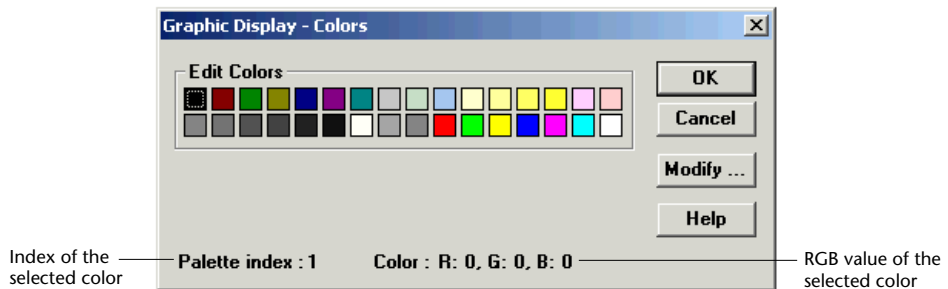 Graphic Display - Colors
Edit Colors
OK
Cancel
Modify ...
Help
Index of the
selected color
Palette index : 1
Color : R: 0, G: 0, B: 0
RGB value of the
selected color